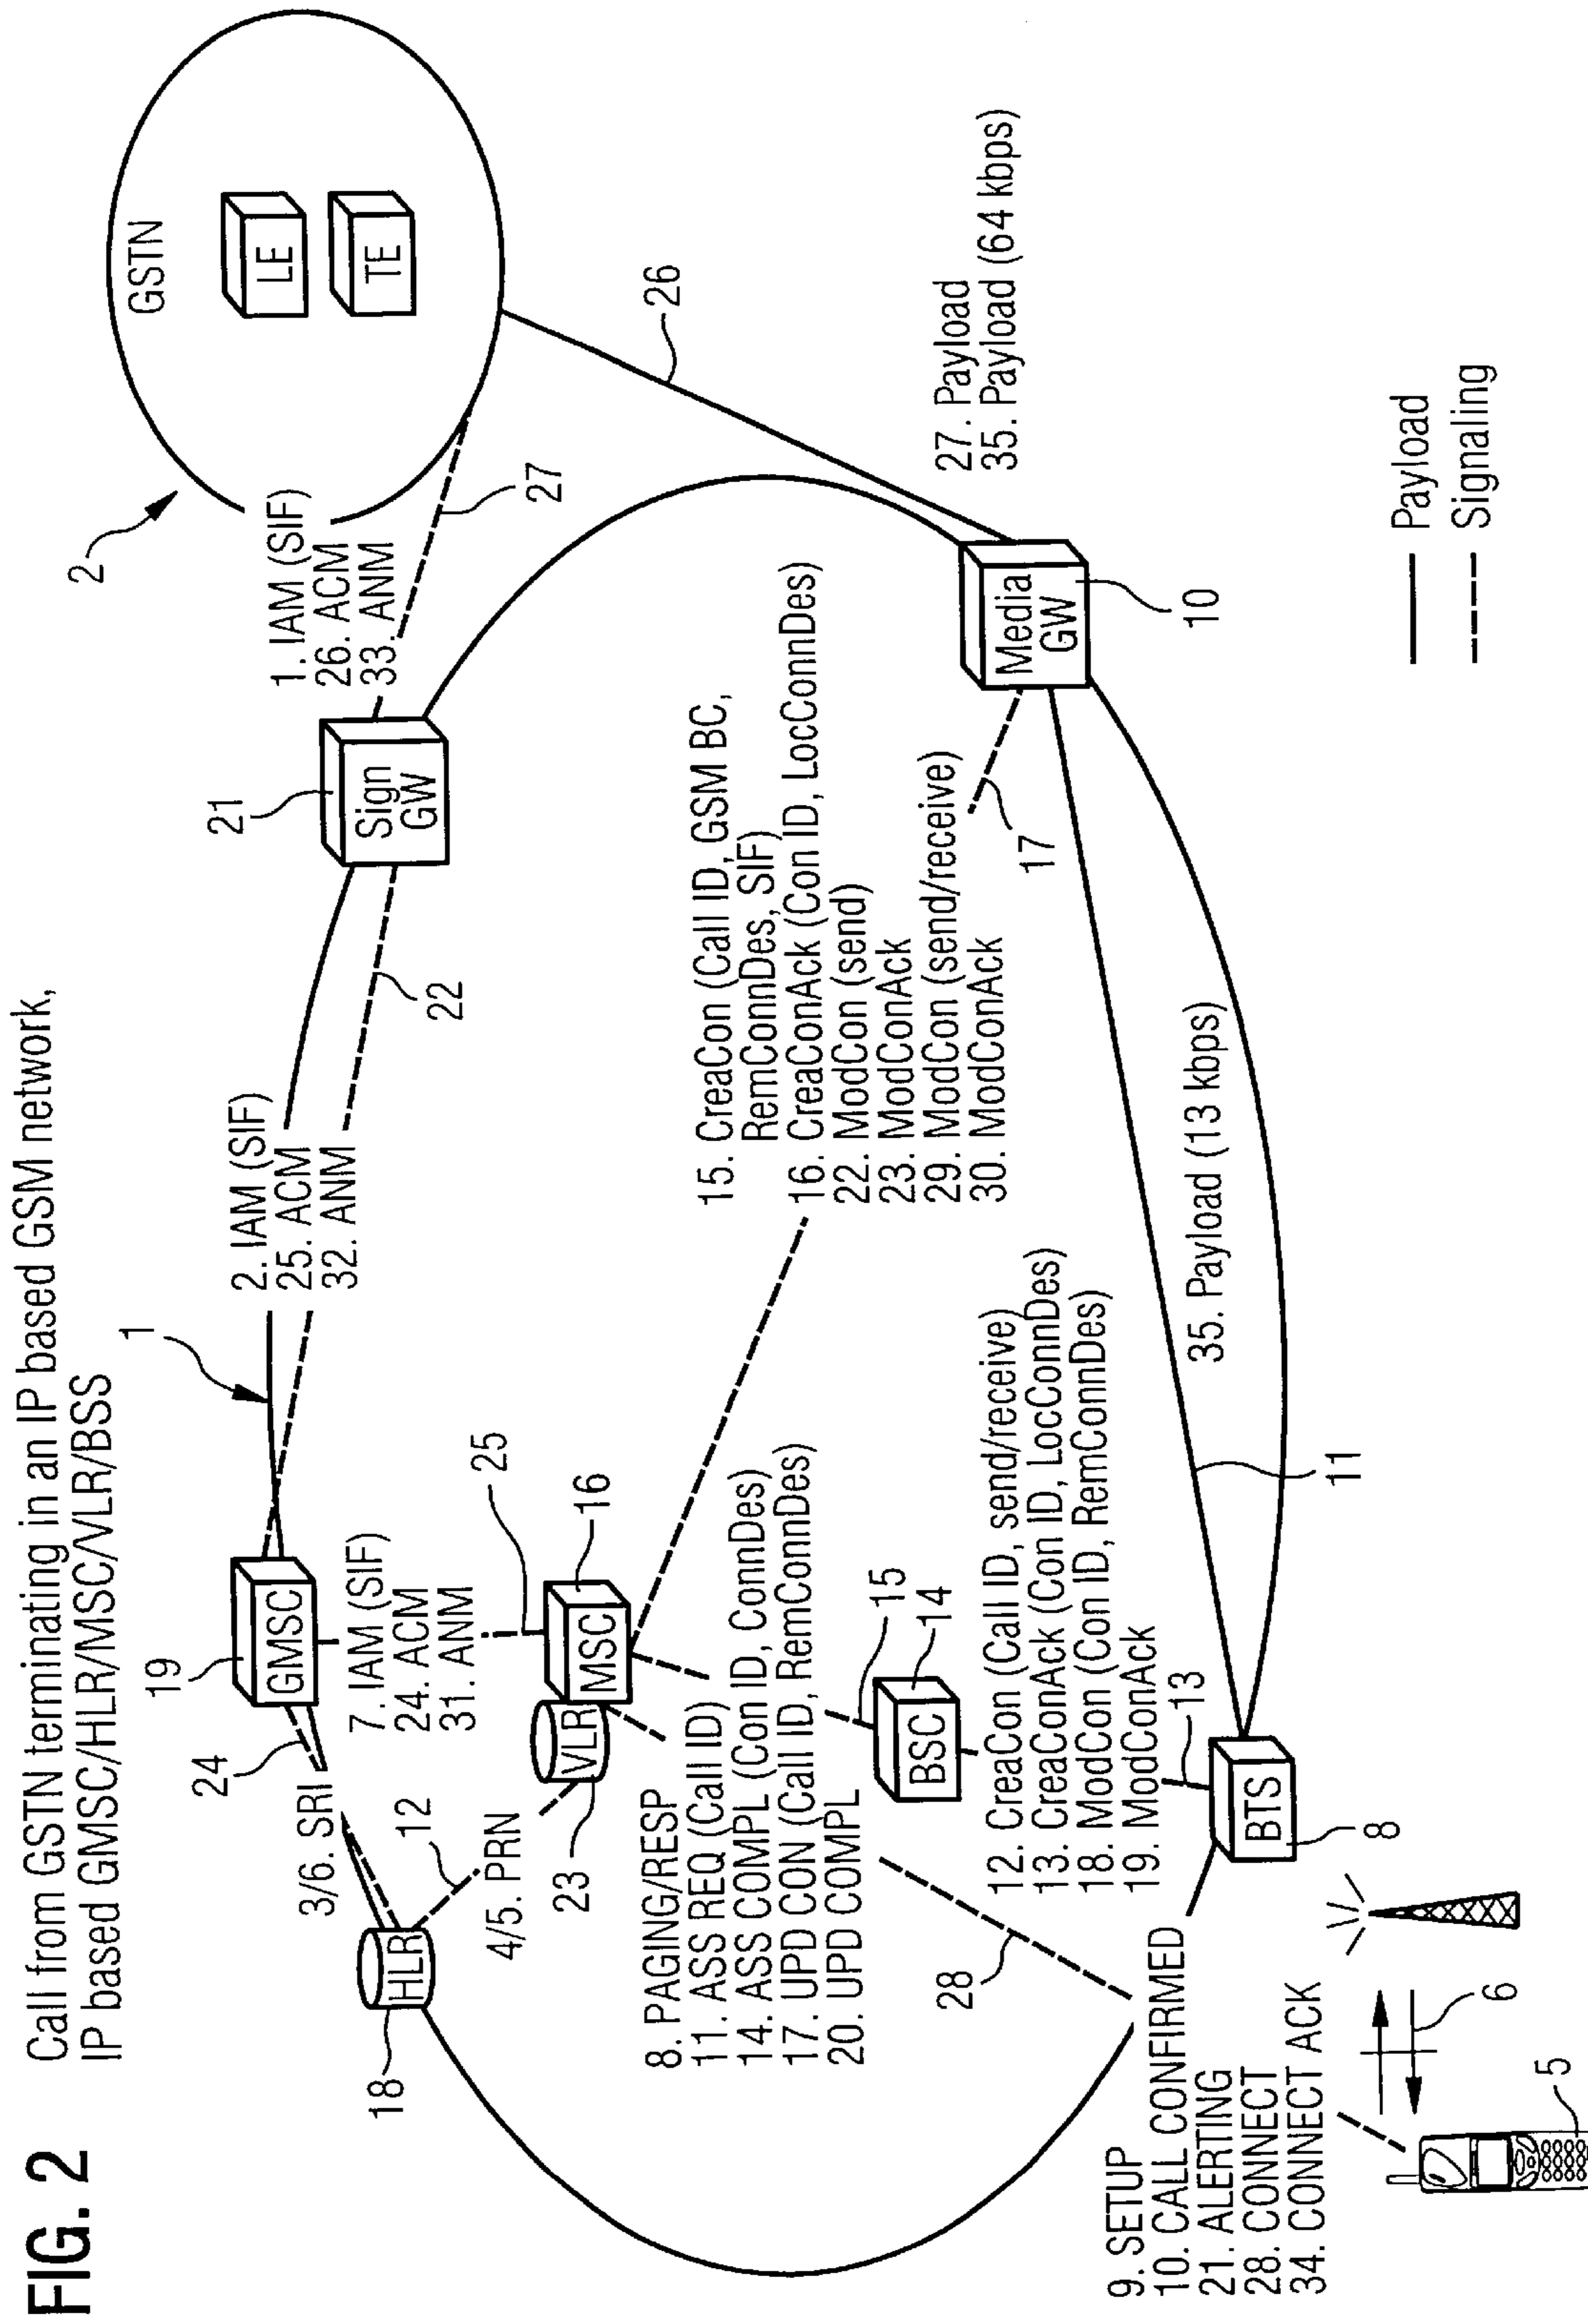 FIG. 2
Call from GSTN terminating in an IP based GSM network,
IP based GMSC/HLR/MSC/VLR/BSS
2
GSTN
LE
TE
1
1. IAM (SIF)
26. ACM
33. ANM
27
21
Sign
GW
22
2. IAM (SIF)
25. ACM
32. ANM
19
GMSC
24
3/6. SRI
18
HLR
12
4/5. PRN
7. IAM (SIF)
24. ACM
31. ANM
25
16
MSC
VLR
23
26
15. CreaCon (Call ID, GSM BC,
RemConnDes, SIF)
16. CreaConAck (Con ID, LocConnDes)
22. ModCon (send)
23. ModConAck
29. ModCon (send/receive)
30. ModConAck
17
Media
GW
10
27. Payload
35. Payload (64 kbps)
8. PAGING/RESP
11. ASS REQ (Call ID)
14. ASS COMPL (Con ID, ConnDes)
17. UPD CON (Call ID, RemConnDes)
20. UPD COMPL
28
15
14
BSC
12. CreaCon (Call ID, send/receive)
13. CreaConAck (Con ID, LocConnDes)
18. ModCon (Con ID, RemConnDes)
19. ModConAck
13
BTS
8
35. Payload (13 kbps)
11
9. SETUP
10. CALL CONFIRMED
21. ALERTING
28. CONNECT
34. CONNECT ACK
6
5
Payload
Signaling